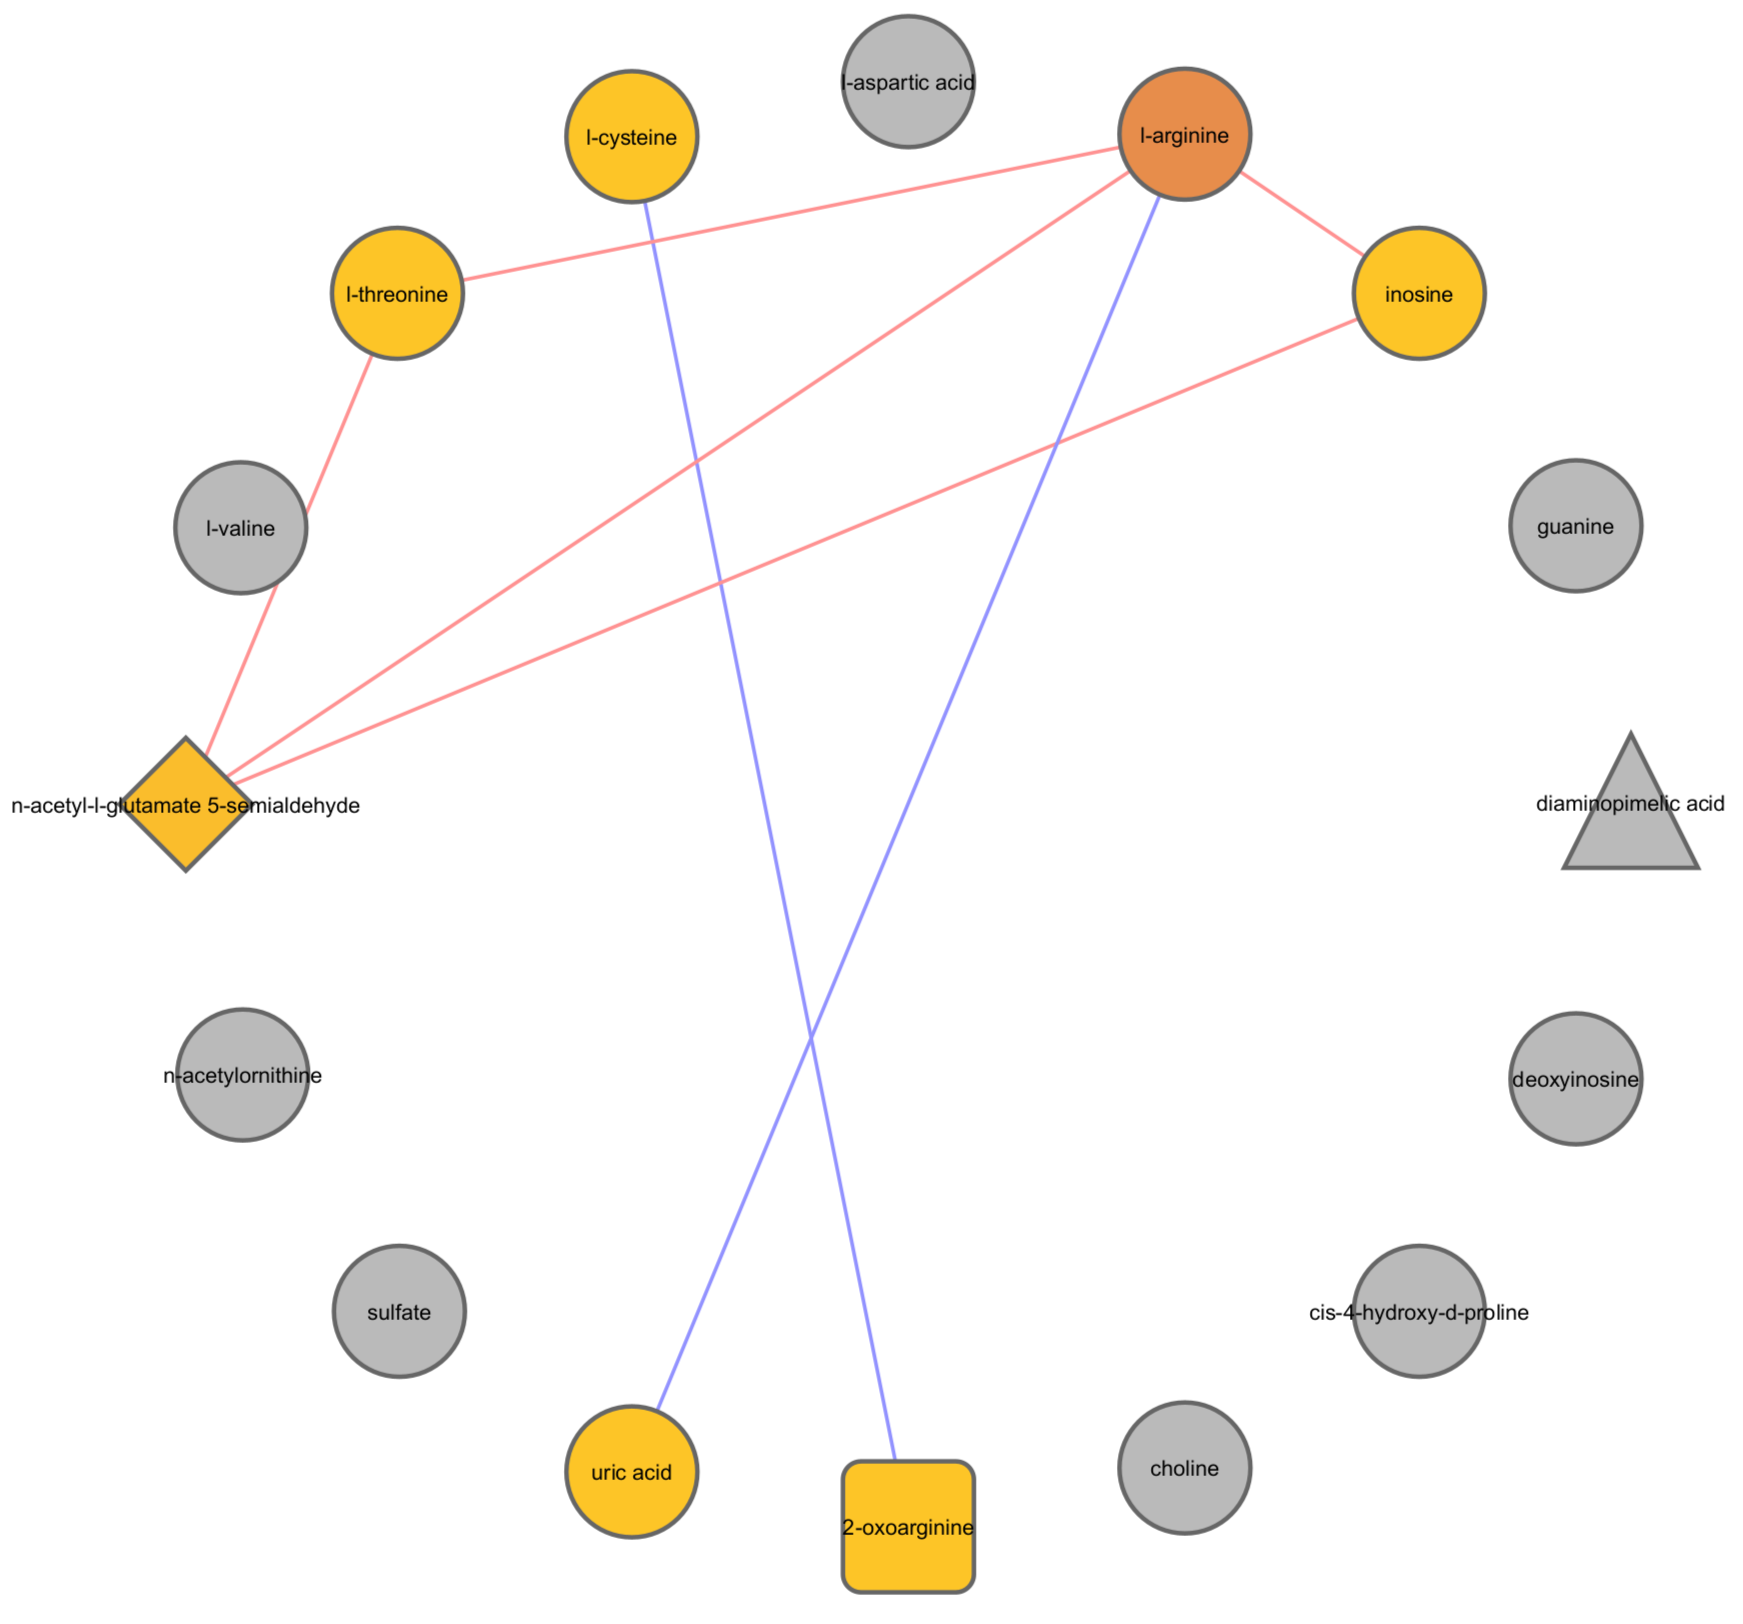 l-aspartic acid
l-cysteine
l-arginine
l-threonine
inosine
l-valine
guanine
n-acetyl-l-glutamate 5-semialdehyde
diaminopimelic acid
n-acetylornithine
deoxyinosine
sulfate
cis-4-hydroxy-d-proline
uric acid
choline
2-oxoarginine